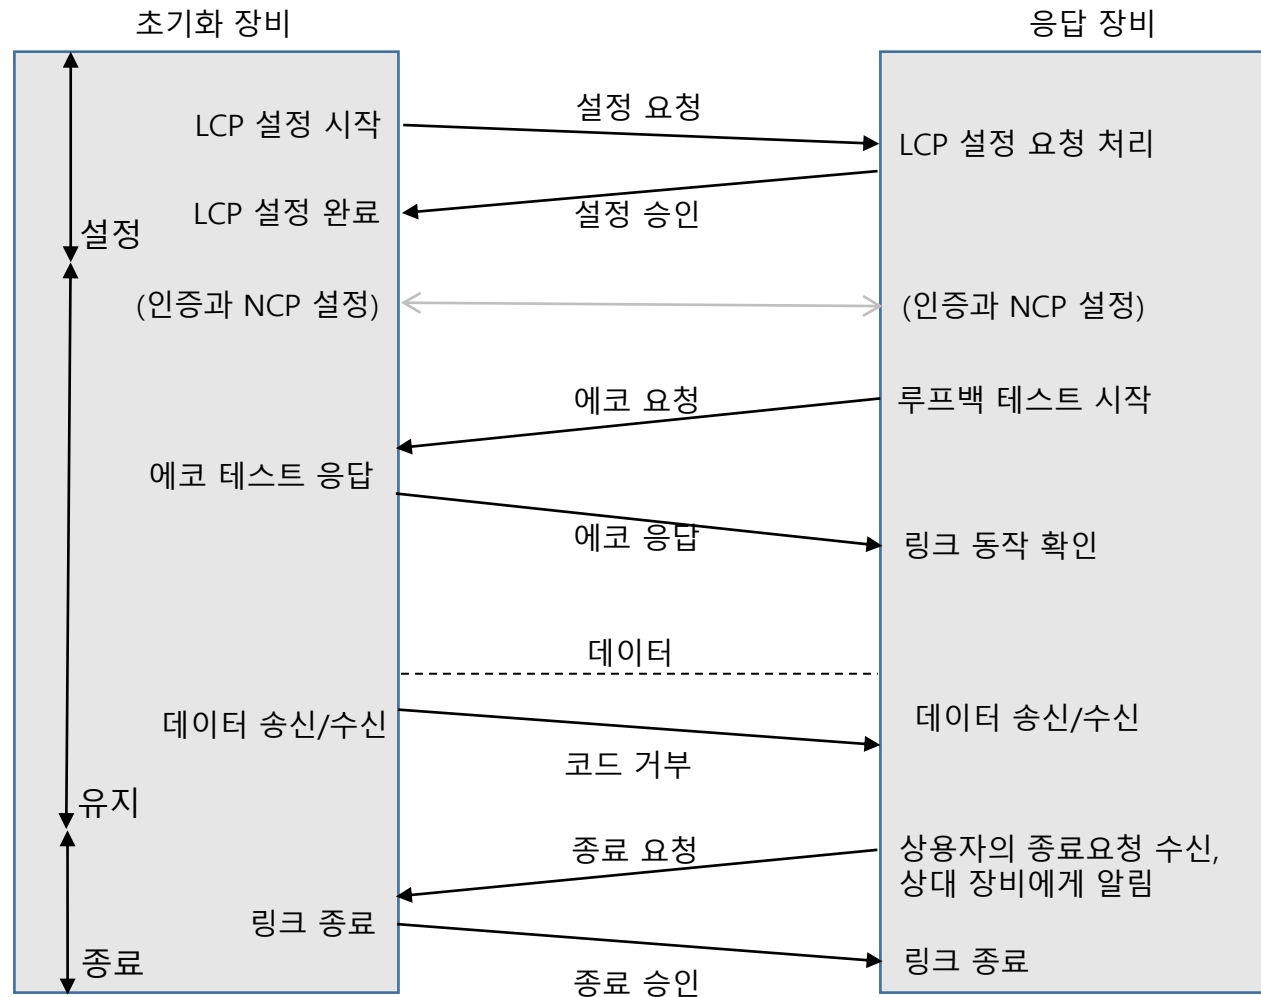 초기화 장비
응답 장비
설정 요청
LCP 설정 시작
LCP 설정 요청 처리
LCP 설정 완료
설정 승인
설정
(인증과 NCP 설정)
(인증과 NCP 설정)
에코 요청
루프백 테스트 시작
에코 테스트 응답
에코 응답
링크 동작 확인
데이터
데이터 송신/수신
데이터 송신/수신
코드 거부
유지
종료 요청
상용자의 종료요청 수신,
상대 장비에게 알림
링크 종료
종료
링크 종료
종료 승인